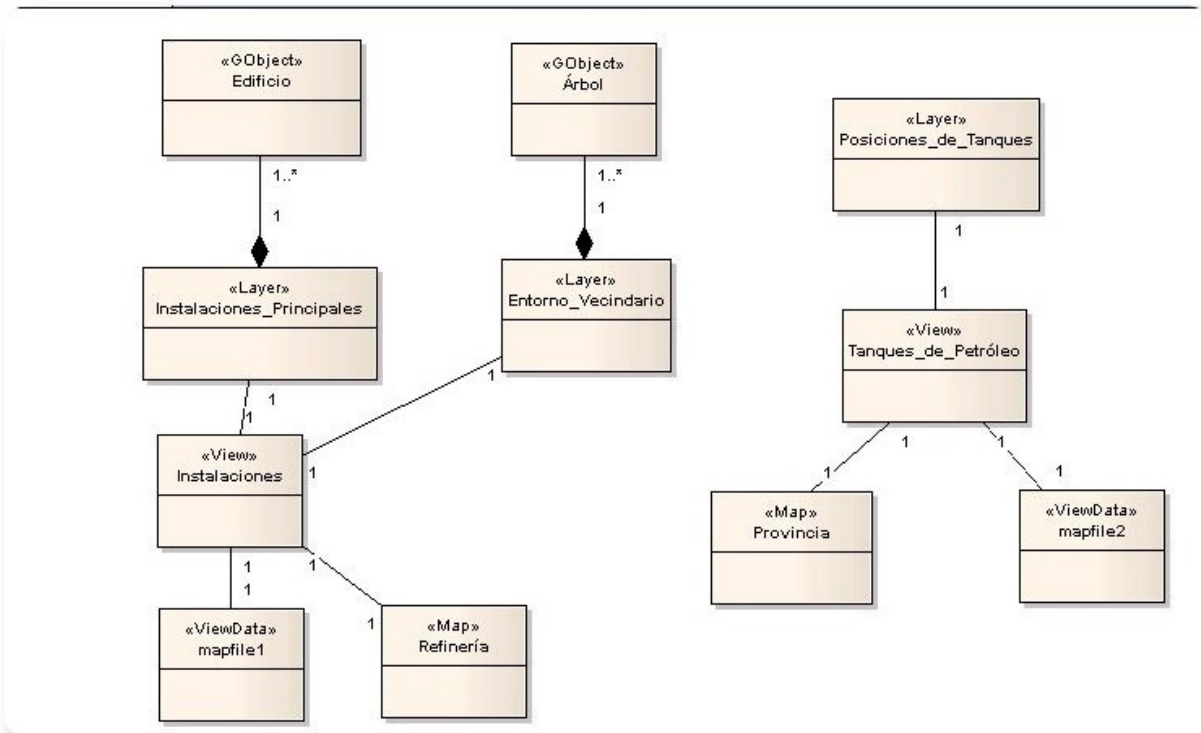 «GObject»
Edificio
1..*
1
«Layer»
Instalaciones_Principales
1
1
«View»
Instalaciones
1
1
«ViewData»
mapfile1
1
1
«Map»
Refinería
«GObject»
Árbol
1..*
1
«Layer»
Entorno_Vecindario
1
1
«Layer»
Posiciones_de_Tanques
1
1
«View»
Tanques_de_Petróleo
1
1
«Map»
Provincia
1
1
«ViewData»
mapfile2